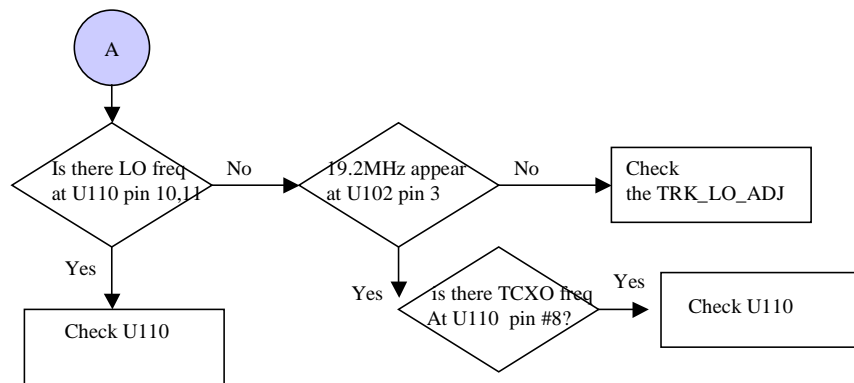 A
Is there LO freq
at U110 pin 10,11
No
19.2MHz appear
at U102 pin 3
No
Check
the TRK_LO_ADJ
Yes
Check U110
Yes
is there TCXO freq
At U110 pin #8?
Yes
Check U110